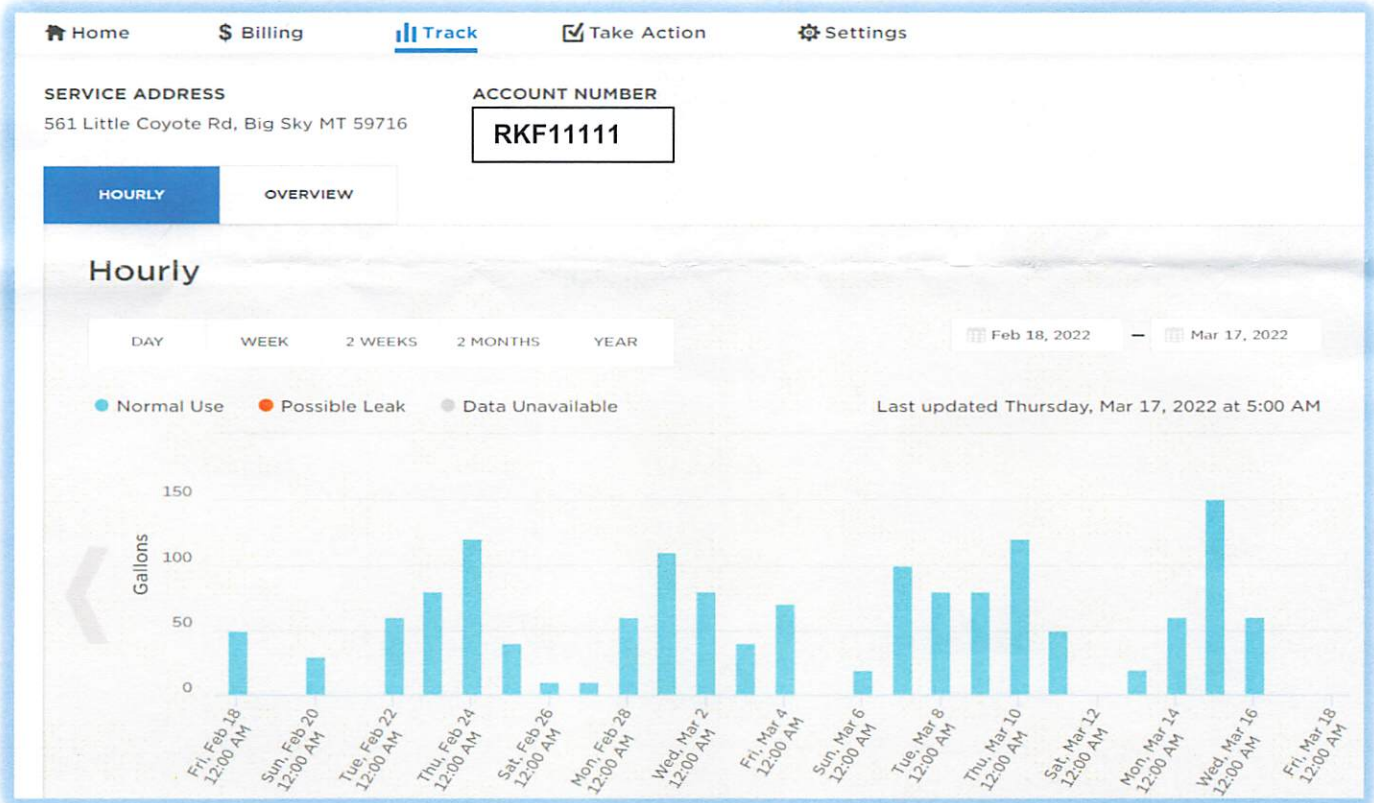 Home $ Billing Track Take Action Settings
SERVICE ADDRESS ACCOUNT NUMBER
561 Little Coyote Rd, Big Sky MT 59716 RKF11111
HOURLY OVERVIEW
Hourly
DAY WEEK 2 WEEKS 2 MONTHS YEAR Feb 18, 2022 – Mar 17, 2022
Normal Use Possible Leak Data Unavailable Last updated Thursday, Mar 17, 2022 at 5:00 AM
Gallons
150
100
50
0
Fri, Feb 18 12:00 AM
Sun, Feb 20 12:00 AM
Tue, Feb 22 12:00 AM
Thu, Feb 24 12:00 AM
Sat, Feb 26 12:00 AM
Mon, Feb 28 12:00 AM
Wed, Mar 2 12:00 AM
Fri, Mar 4 12:00 AM
Sun, Mar 6 12:00 AM
Tue, Mar 8 12:00 AM
Thu, Mar 10 12:00 AM
Sat, Mar 12 12:00 AM
Mon, Mar 14 12:00 AM
Wed, Mar 16 12:00 AM
Fri, Mar 18 12:00 AM